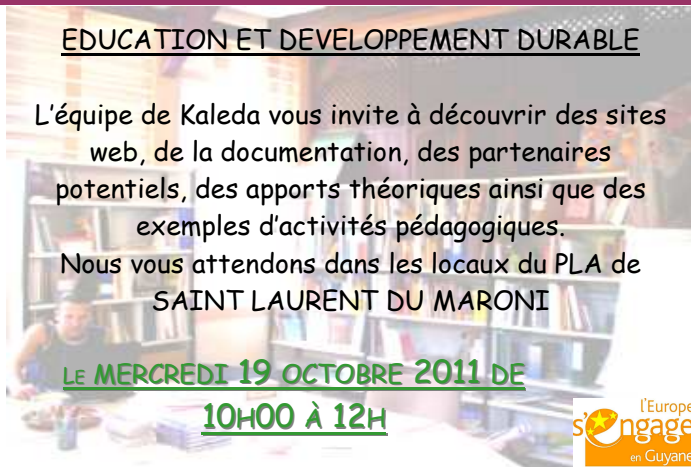 EDUCATION ET DEVELOPPEMENT DURABLE
L'équipe de Kaleda vous invite à découvrir des sites
web, de la documentation, des partenaires
potentiels, des apports théoriques ainsi que des
exemples d'activités pédagogiques.
Nous vous attendons dans les locaux du PLA de
SAINT LAURENT DU MARONI
LE MERCREDI 19 OCTOBRE 2011 DE
10H00 À 12H
l'Europe
s'engage
en Guyane